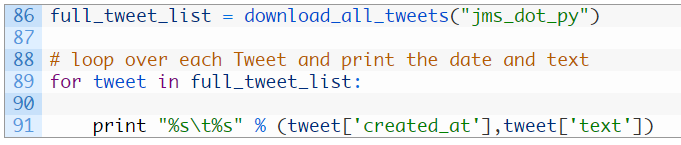 86 full_tweet_list = download_all_tweets("jms_dot_py")
87
88 # loop over each Tweet and print the date and text
89 for tweet in full_tweet_list:
90
91     print "%s\t%s" % (tweet['created_at'],tweet['text'])